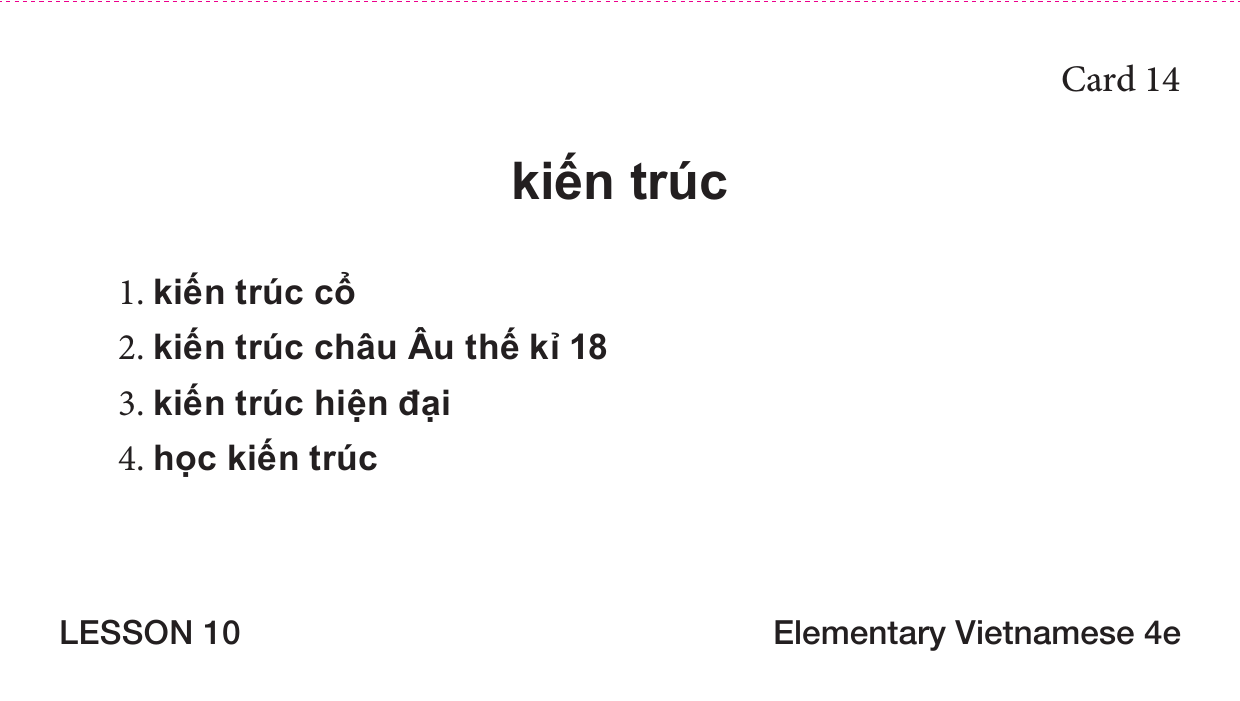 Card 14
kiến trúc
1. kiến trúc cổ
2. kiến trúc châu Âu thế kỉ 18
3. kiến trúc hiện đại
4. học kiến trúc
LESSON 10
Elementary Vietnamese 4e